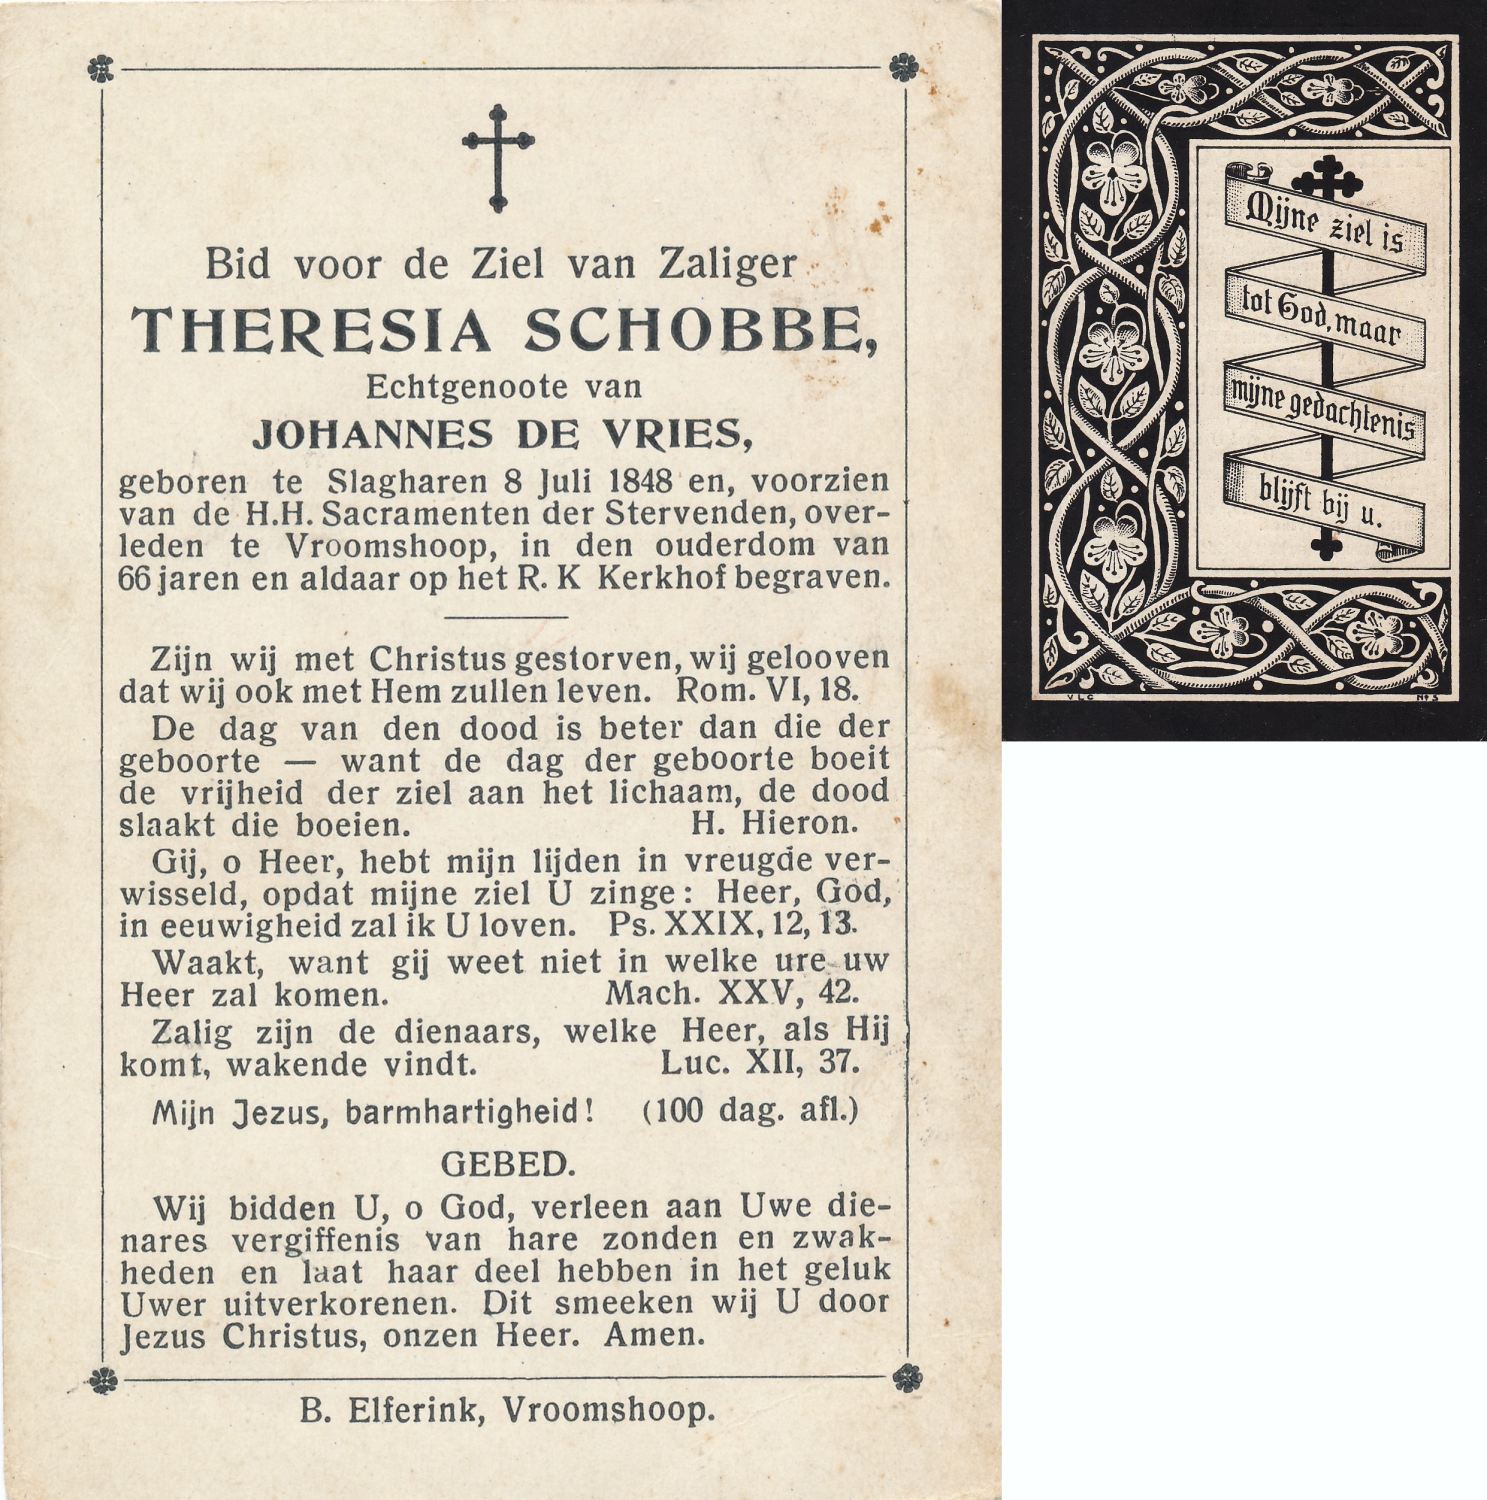 Bid voor de Ziel van Zaliger
THERESIA SCHOBBE,
Echtgenoote van
JOHANNES DE VRIES,
geboren te Slagharen 8 Juli 1848 en, voorzien
van de H.H. Sacramenten der Stervenden, over-
leden te Vroomshoop, in den ouderdom van
66 jaren en aldaar op het R. K Kerkhof begraven.
Zijn wij met Christus gestorven, wij gelooven
dat wij ook met Hem zullen leven. Rom. VI, 18.
De dag van den dood is beter dan die der
geboorte — want de dag der geboorte boeit
de vrijheid der ziel aan het lichaam, de dood
slaakt die boeien. H. Hieron.
Gij, o Heer, hebt mijn lijden in vreugde ver-
wisseld, opdat mijne ziel U zinge: Heer, God,
in eeuwigheid zal ik U loven. Ps. XXIX, 12, 13.
Waakt, want gij weet niet in welke ure uw
Heer zal komen. Mach. XXV, 42.
Zalig zijn de dienaars, welke Heer, als Hij
komt, wakende vindt. Luc. XII, 37.
Mijn Jezus, barmhartigheid! (100 dag. afl.)
GEBED.
Wij bidden U, o God, verleen aan Uwe die-
nares vergiffenis van hare zonden en zwak-
heden en laat haar deel hebben in het geluk
Uwer uitverkorenen. Dit smeeken wij U door
Jezus Christus, onzen Heer. Amen.
B. Elferink, Vroomshoop.
Mijne ziel is
tot God, maar
mijne gedachtenis
blijft bij u.
VLC
No 5